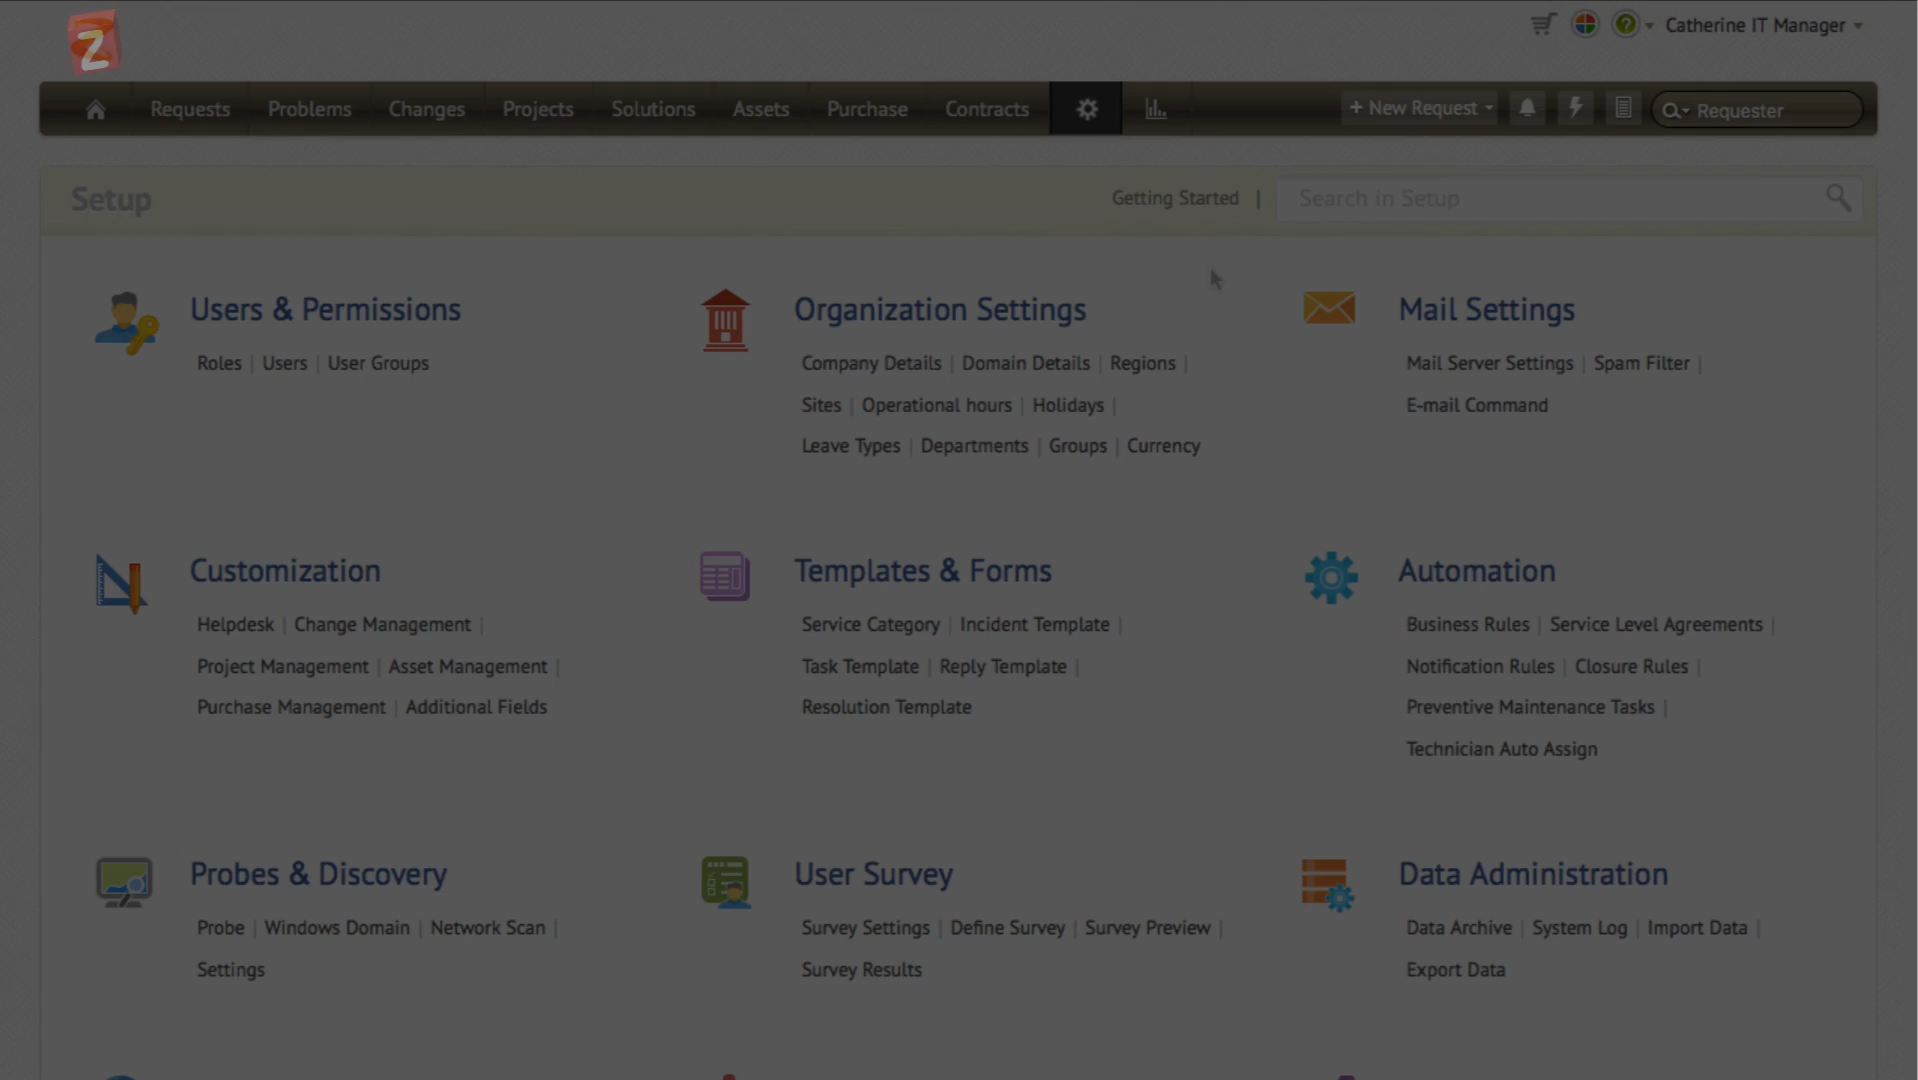 Z
Catherine IT Manager
Requests Problems Changes Projects Solutions Assets Purchase Contracts + New Request Requester
Setup Getting Started | Search in Setup
Users & Permissions
Roles | Users | User Groups
Organization Settings
Company Details | Domain Details | Regions |
Sites | Operational hours | Holidays |
Leave Types | Departments | Groups | Currency
Mail Settings
Mail Server Settings | Spam Filter |
E-mail Command
Customization
Helpdesk | Change Management |
Project Management | Asset Management |
Purchase Management | Additional Fields
Templates & Forms
Service Category | Incident Template |
Task Template | Reply Template |
Resolution Template
Automation
Business Rules | Service Level Agreements |
Notification Rules | Closure Rules |
Preventive Maintenance Tasks |
Technician Auto Assign
Probes & Discovery
Probe | Windows Domain | Network Scan |
Settings
User Survey
Survey Settings | Define Survey | Survey Preview |
Survey Results
Data Administration
Data Archive | System Log | Import Data |
Export Data